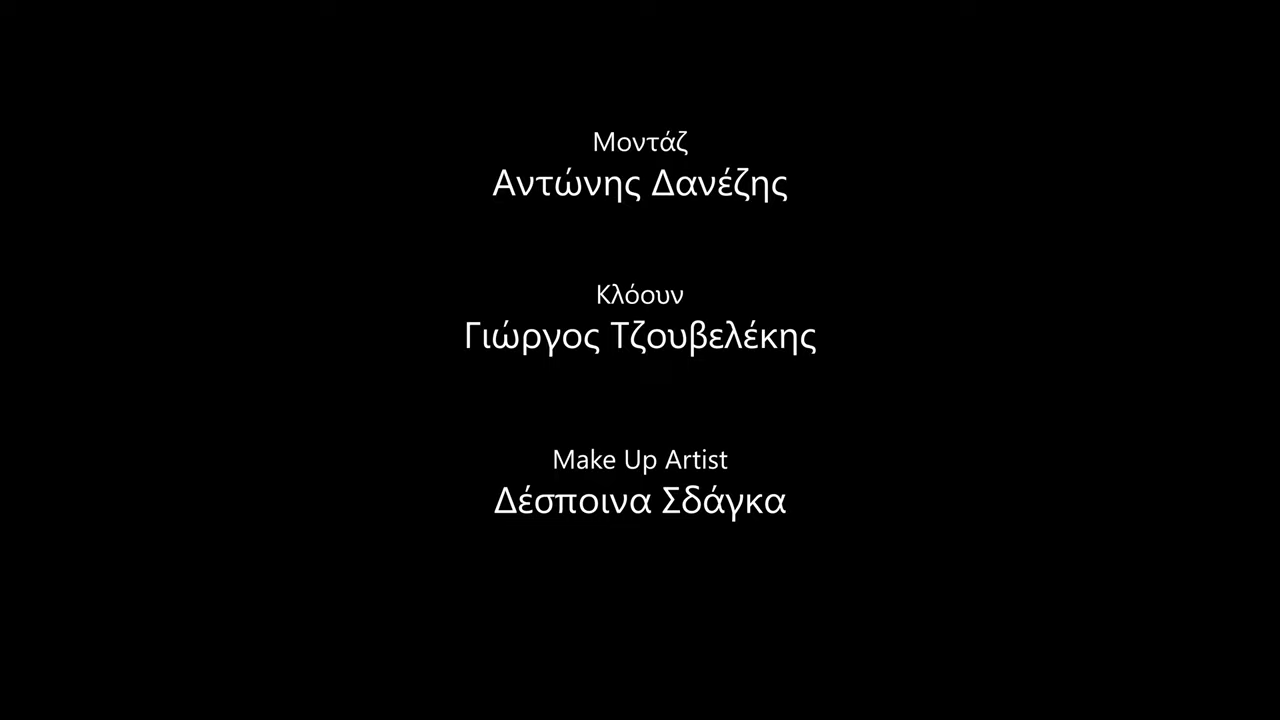 Μοντάζ
Αντώνης Δανέζης
Κλόουν
Γιώργος Τζουβελέκης
Make Up Artist
Δέσποινα Σδάγκα